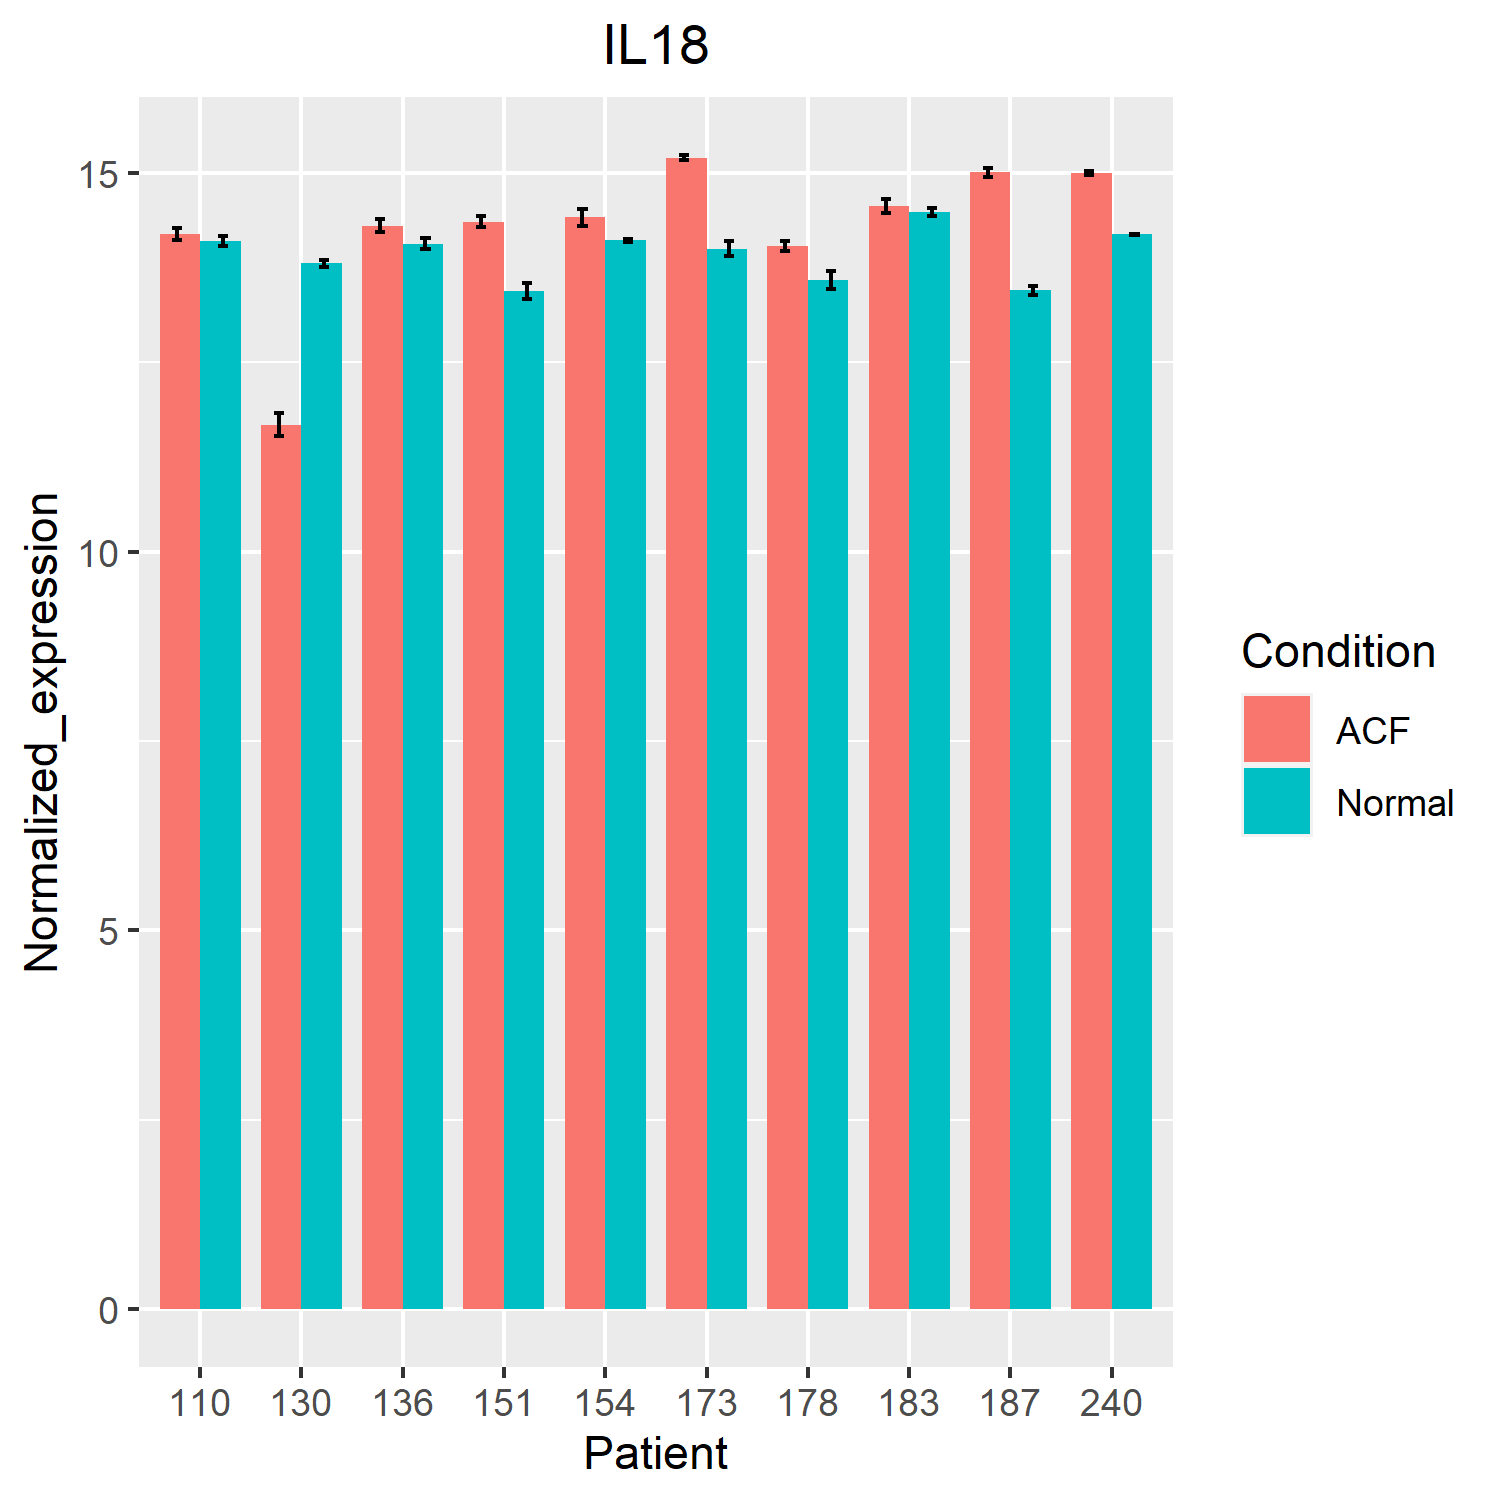 IL18
Normalized_expression
15
10
5
0
110 130 136 151 154 173 178 183 187 240
Patient
Condition
ACF
Normal